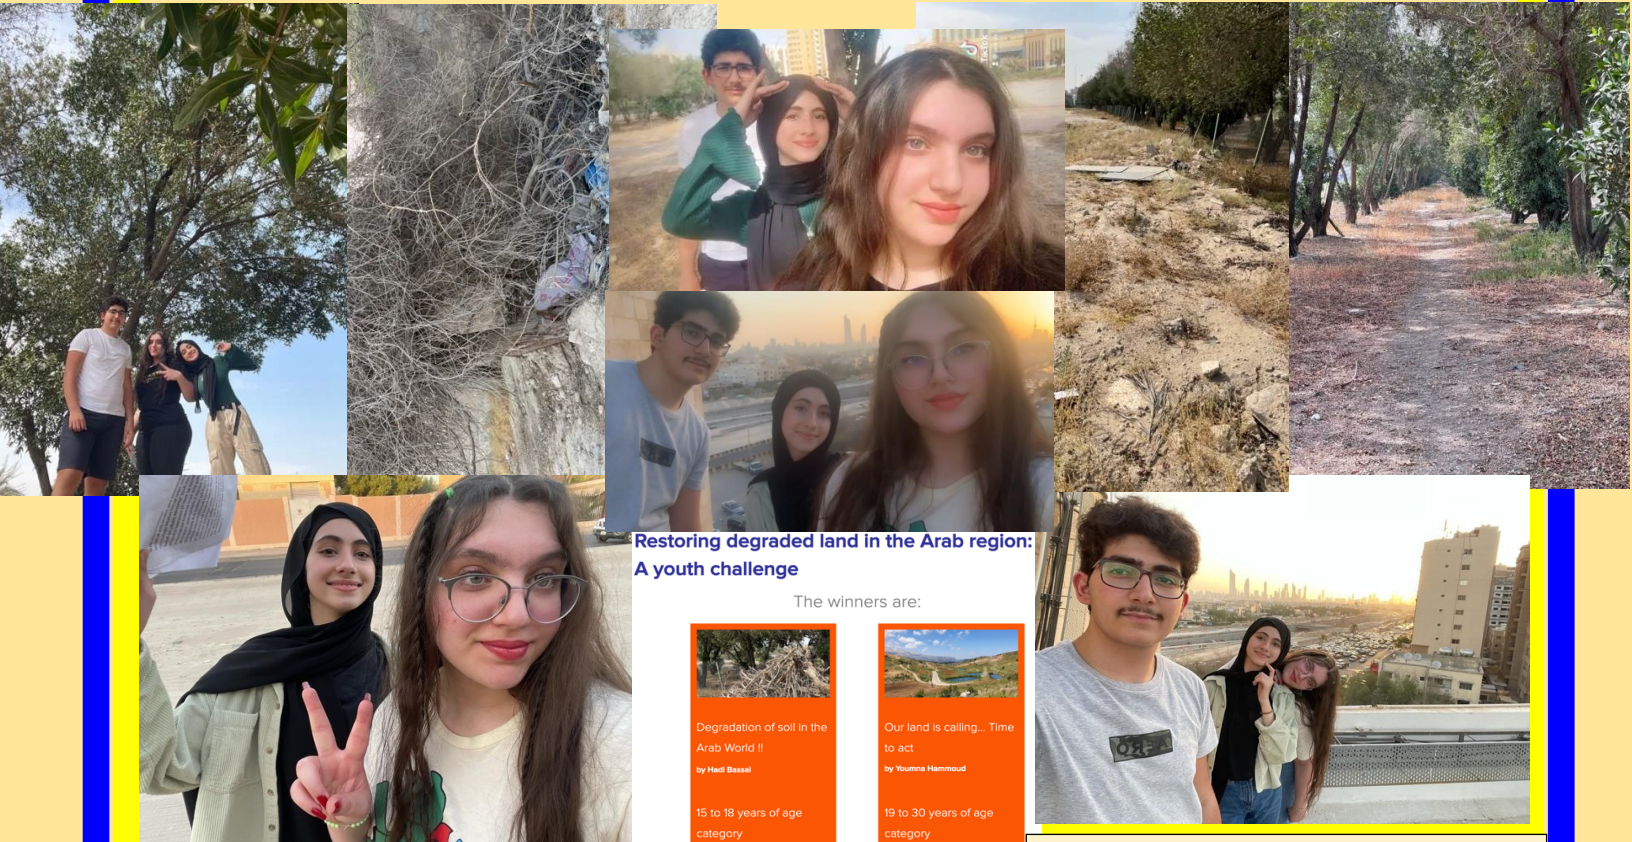 Restoring degraded land in the Arab region:
A youth challenge
The winners are:
Degradation of soil in the
Arab World !!
by Hadi Bassal
15 to 18 years of age
category
Our land is calling... Time
to act
by Youmna Hammoud
19 to 30 years of age
category